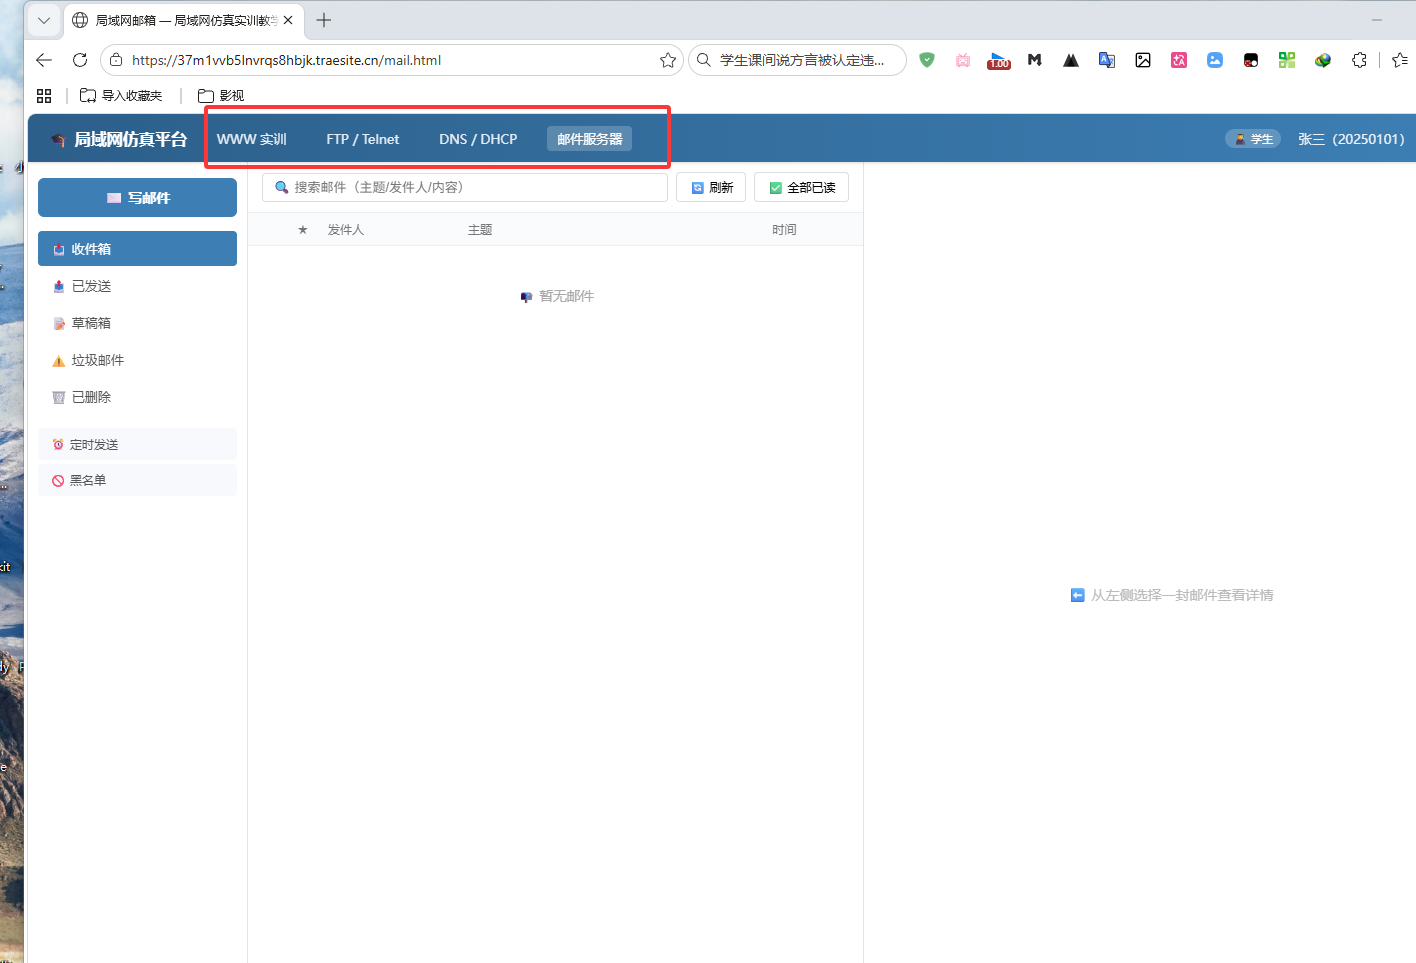 局域网邮箱 — 局域网仿真实训教学
https://37m1vvb5lnvrqs8hbjk.traesite.cn/mail.html
学生课间说方言被认定违...
1.00
导入收藏夹
影视
局域网仿真平台
WWW 实训
FTP / Telnet
DNS / DHCP
邮件服务器
学生
张三（20250101）
写邮件
搜索邮件（主题/发件人/内容）
刷新
全部已读
收件箱
★ 发件人 主题 时间
已发送
暂无邮件
草稿箱
垃圾邮件
已删除
定时发送
黑名单
从左侧选择一封邮件查看详情